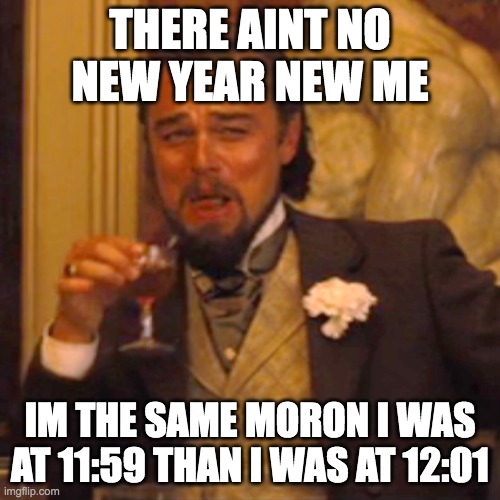 THERE AINT NO
NEW YEAR NEW ME
IM THE SAME MORON I WAS
AT 11:59 THAN I WAS AT 12:01
imgflip.com